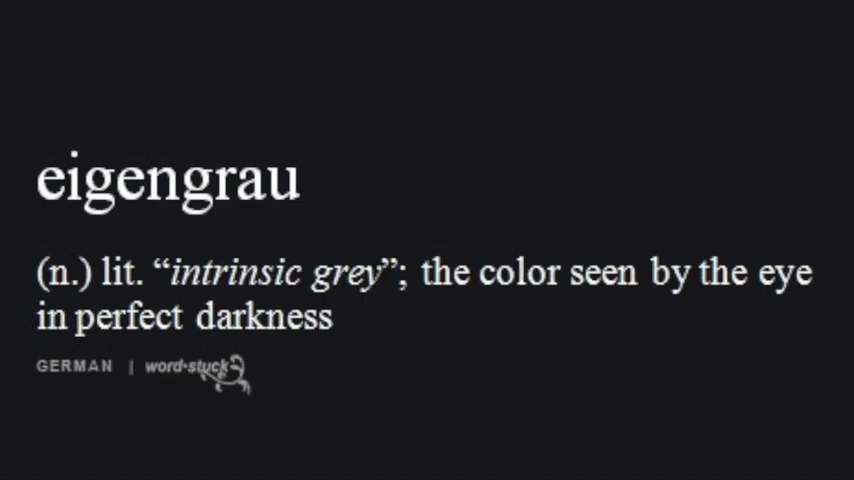 eigengrau
(n.) lit. “intrinsic grey”; the color seen by the eye
in perfect darkness
GERMAN | word·stuck